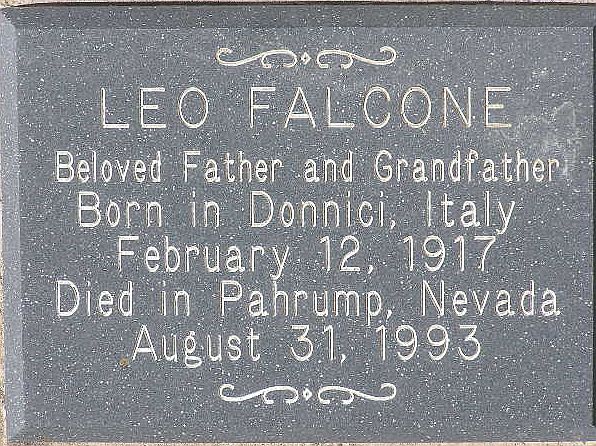 LEO FALCONE
Beloved Father and Grandfather
Born in Donnici, Italy
February 12, 1917
Died in Pahrump, Nevada
August 31, 1993